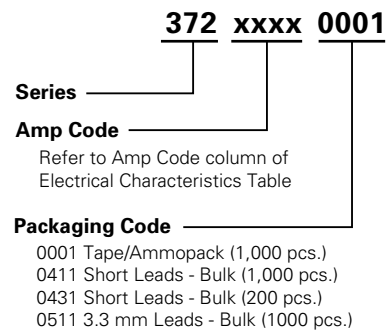 372 xxxx 0001
Series
Amp Code
Refer to Amp Code column of
Electrical Characteristics Table
Packaging Code
0001 Tape/Ammopack (1,000 pcs.)
0411 Short Leads - Bulk (1,000 pcs.)
0431 Short Leads - Bulk (200 pcs.)
0511 3.3 mm Leads - Bulk (1000 pcs.)